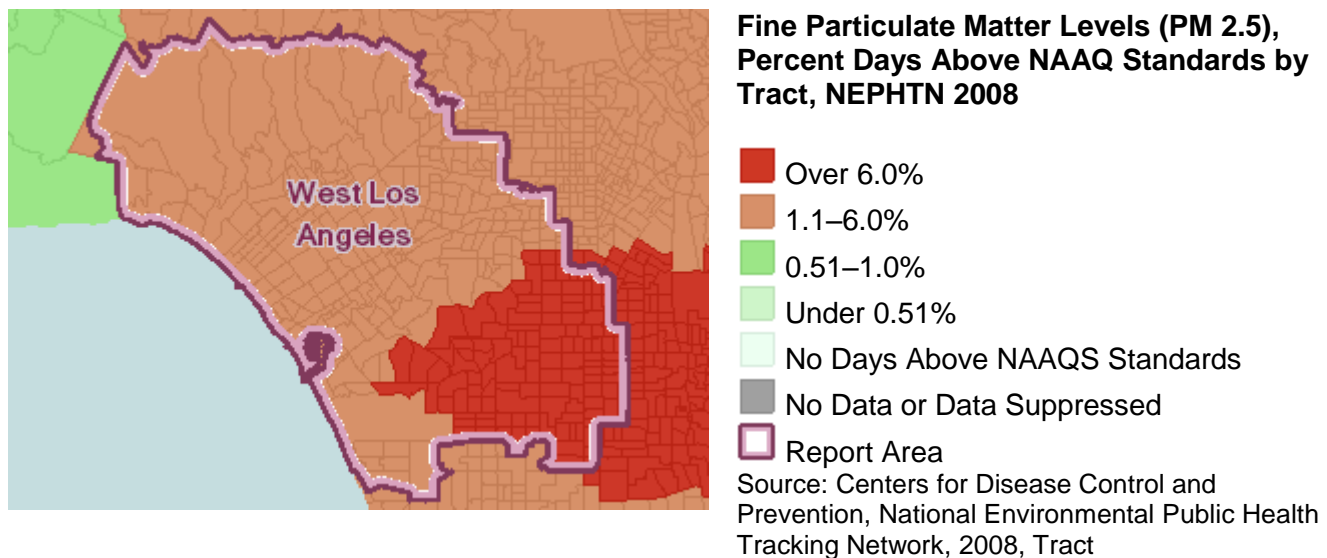 West Los
Angeles
Fine Particulate Matter Levels (PM 2.5),
Percent Days Above NAAQ Standards by
Tract, NEPHTN 2008
Over 6.0%
1.1–6.0%
0.51–1.0%
Under 0.51%
No Days Above NAAQS Standards
No Data or Data Suppressed
Report Area
Source: Centers for Disease Control and
Prevention, National Environmental Public Health
Tracking Network, 2008, Tract